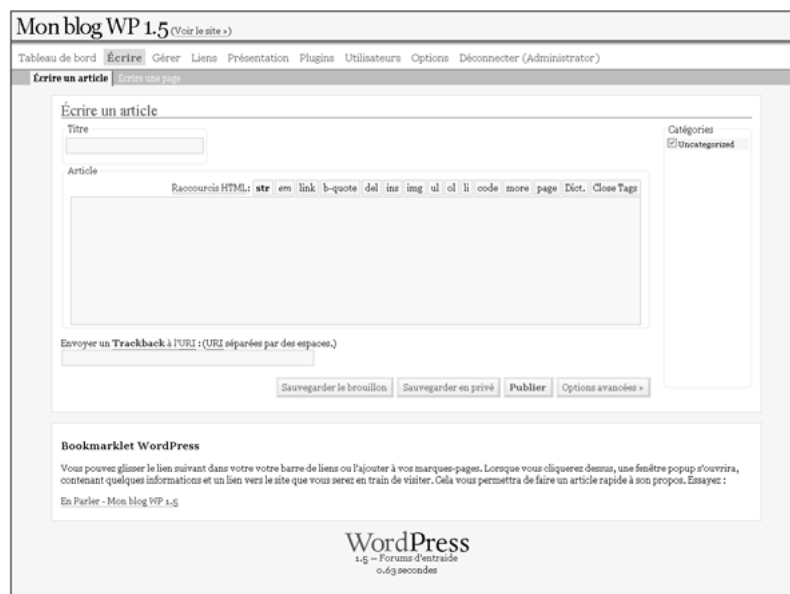 Mon blog WP 1.5 (Voir le site »)
Tableau de bord Écrire Gérer Liens Présentation Plugins Utilisateurs Options Déconnecter (Administrator)
Écrire un article Écrire une page
Écrire un article
Titre
Catégories
Uncategorized
Article
Raccourcis HTML: str em link b-quote del ins img ul ol li code more page Dict. Close Tags
Envoyer un Trackback à l'URI : (URI séparées par des espaces.)
Sauvegarder le brouillon Sauvegarder en privé Publier Options avancées »
Bookmarklet WordPress
Vous pouvez glisser le lien suivant dans votre votre barre de liens ou l'ajouter à vos marques-pages. Lorsque vous cliquerez dessus, une fenêtre popup s'ouvrira,
contenant quelques informations et un lien vers le site que vous serez en train de visiter. Cela vous permettra de faire un article rapide à son propos. Essayez :
En Parler - Mon blog WP 1.5
WordPress
1.5 — Forums d'entraide
0.63 secondes